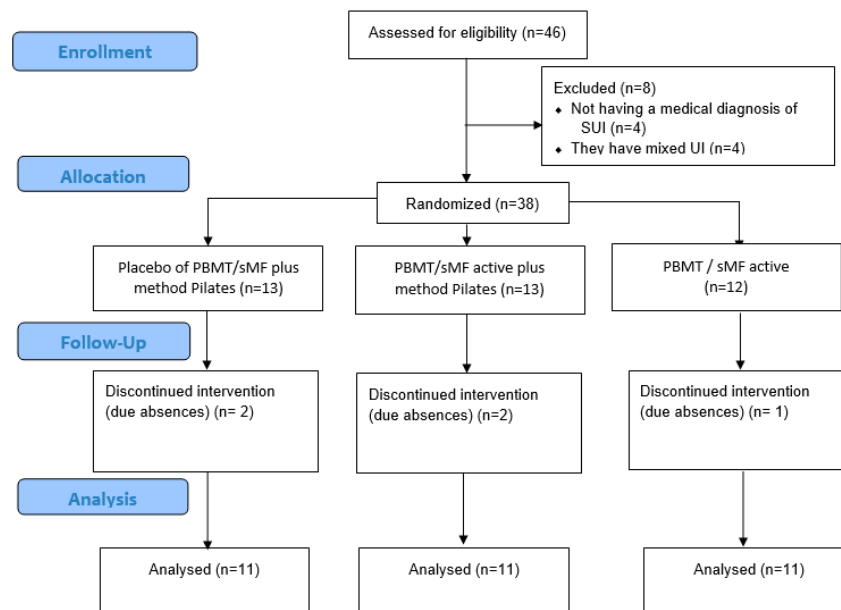 Assessed for eligibility (n=46)
Enrollment
Excluded (n=8)
◆ Not having a medical diagnosis of
SUI (n=4)
◆ They have mixed UI (n=4)
Allocation
Randomized (n=38)
Placebo of PBMT/sMF plus
method Pilates (n=13)
PBMT/sMF active plus
method Pilates (n=13)
PBMT / sMF active
(n=12)
Follow-Up
Discontinued intervention
(due absences) (n= 2)
Discontinued intervention
(due absences) (n=2)
Discontinued intervention
(due absences) (n= 1)
Analysis
Analysed (n=11)
Analysed (n=11)
Analysed (n=11)